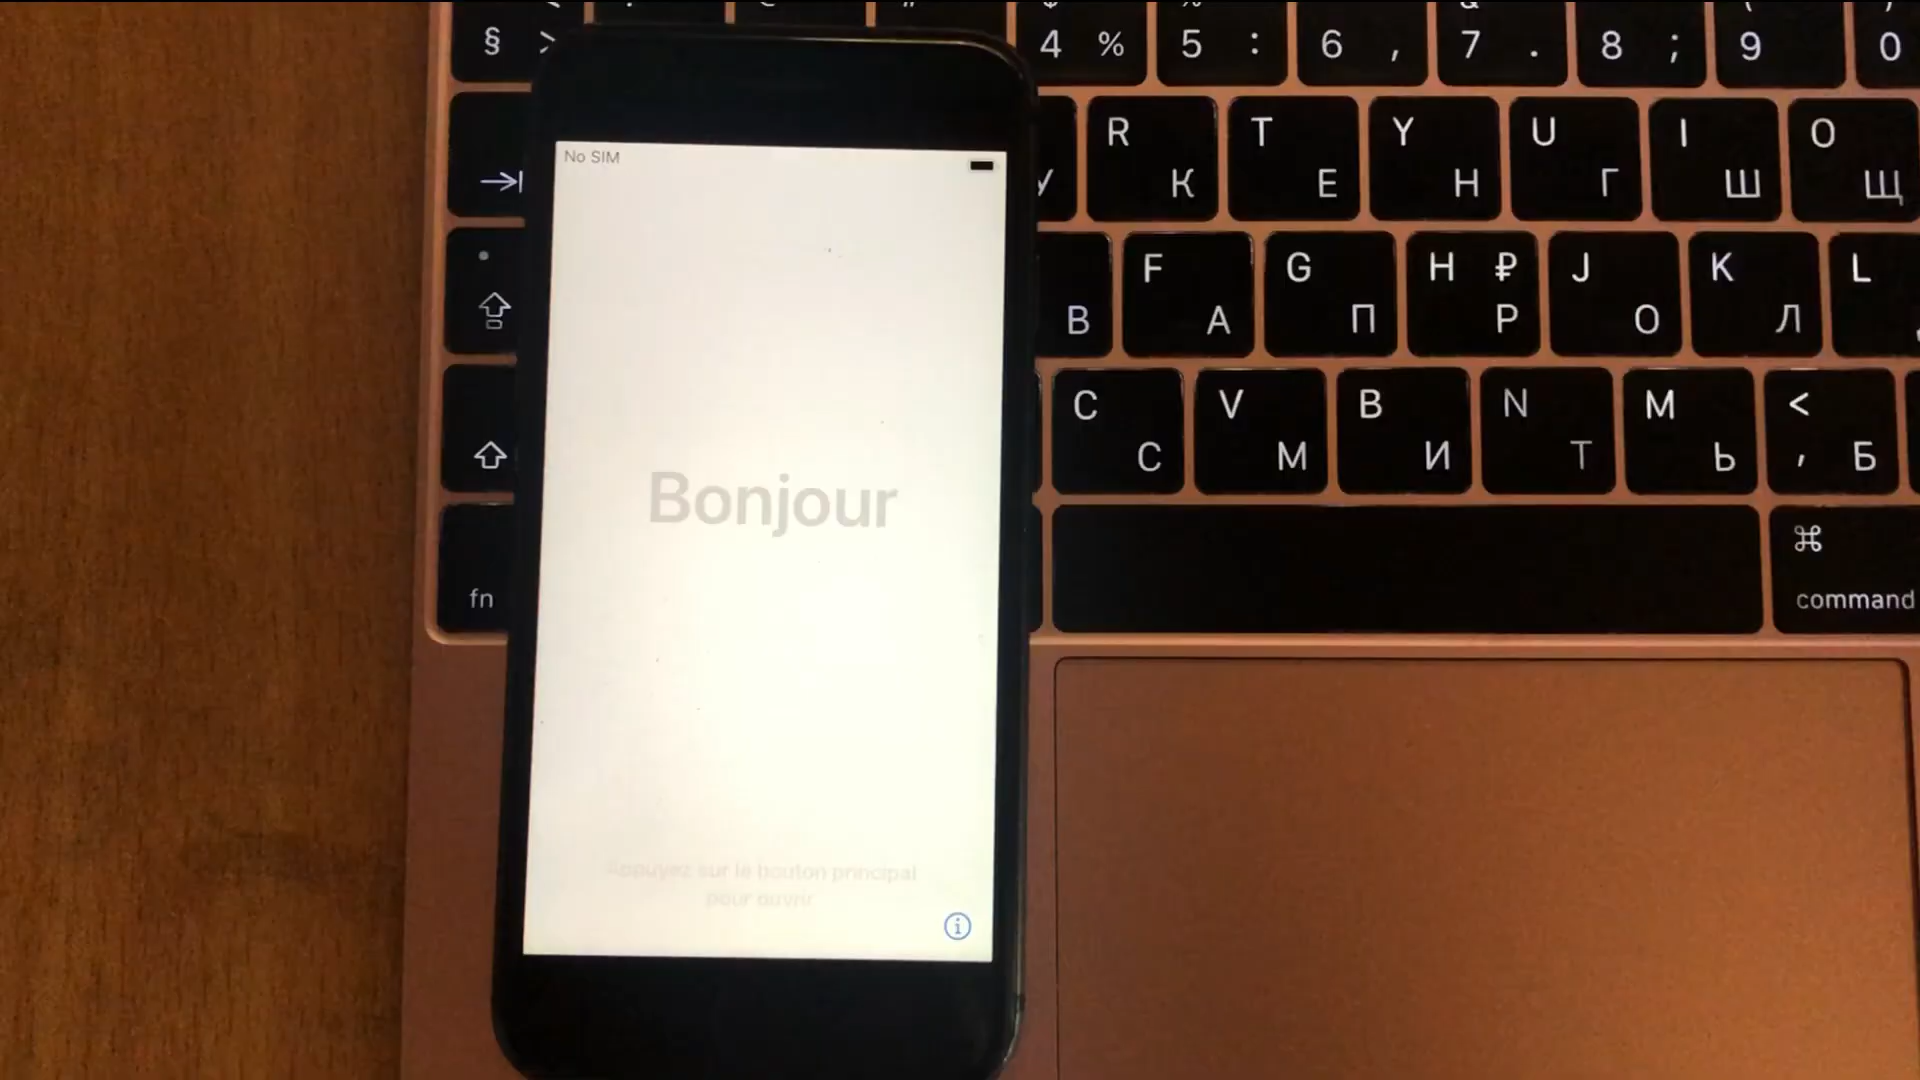 § >
4 % 5 : 6 , 7 . 8 ; 9 0
No SIM
R T Y U I O
К Е Н Г Ш Щ
F G H ₽ J K L
В А П Р О Л
Bonjour
C V B N M <
С М И Т Ь , Б
⌘
fn command
Appuyez sur le bouton principal
pour ouvrir